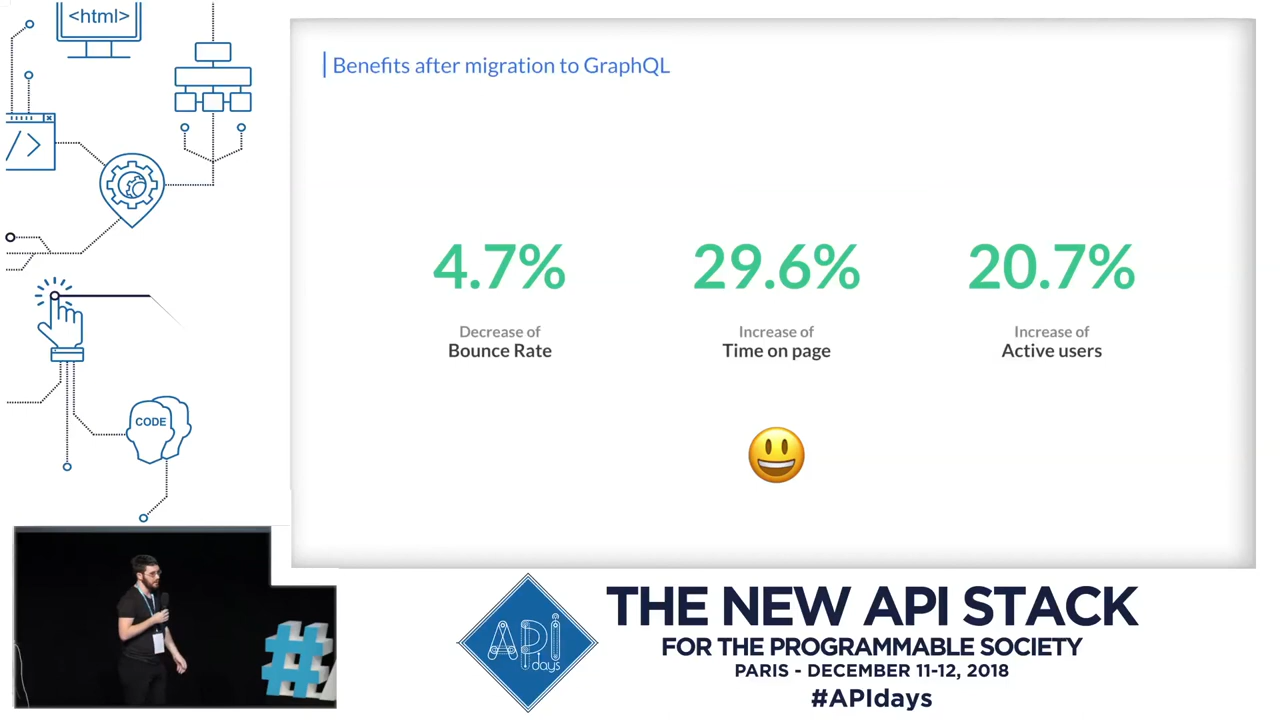 <html>
</>
CODE
Benefits after migration to GraphQL
4.7%
Decrease of
Bounce Rate
29.6%
Increase of
Time on page
20.7%
Increase of
Active users
#
API
days
THE NEW API STACK
FOR THE PROGRAMMABLE SOCIETY
PARIS - DECEMBER 11-12, 2018
#APIdays